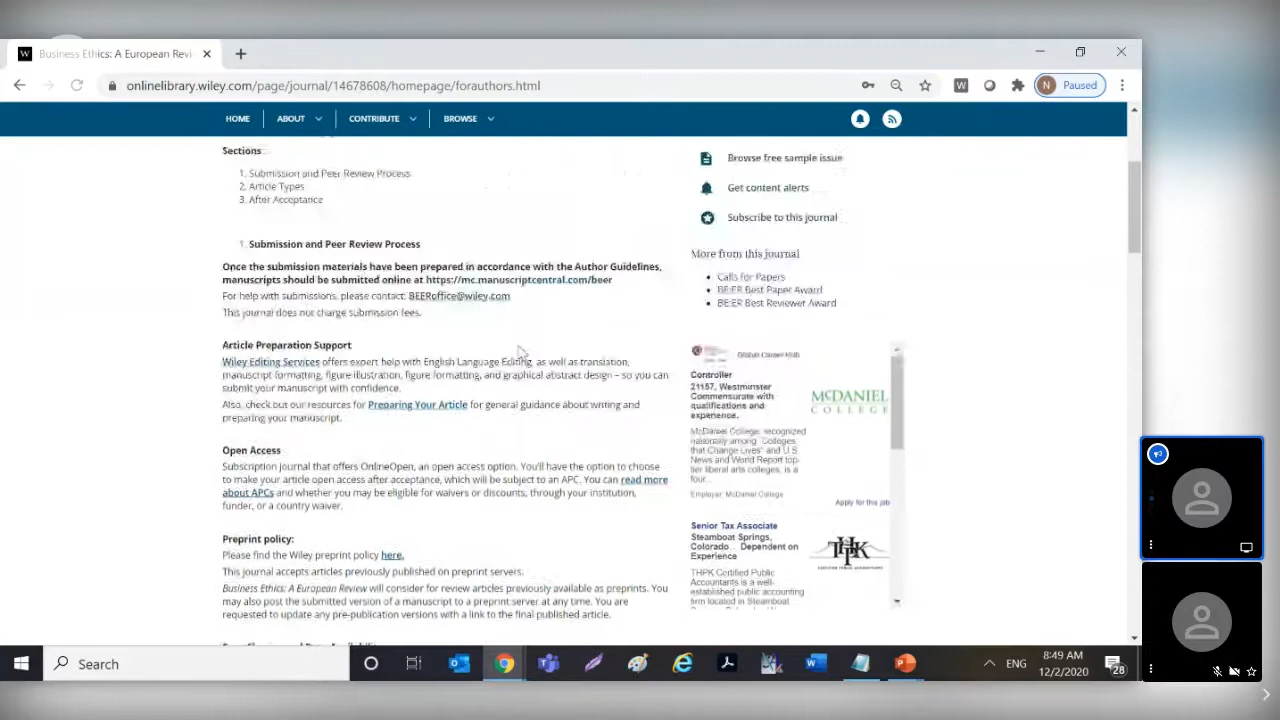 Business Ethics: A European Revi
onlinelibrary.wiley.com/page/journal/14678608/homepage/forauthors.html
N Paused
HOME ABOUT CONTRIBUTE BROWSE
Sections
1. Submission and Peer Review Process
2. Article Types
3. After Acceptance
1. Submission and Peer Review Process
Once the submission materials have been prepared in accordance with the Author Guidelines,
manuscripts should be submitted online at https://mc.manuscriptcentral.com/beer
For help with submissions, please contact: BEERoffice@wiley.com
This journal does not charge submission fees.
Article Preparation Support
Wiley Editing Services offers expert help with English Language Editing, as well as translation,
manuscript formatting, figure illustration, figure formatting, and graphical abstract design – so you can
submit your manuscript with confidence.
Also, check out our resources for Preparing Your Article for general guidance about writing and
preparing your manuscript.
Open Access
Subscription journal that offers OnlineOpen, an open access option. You'll have the option to choose
to make your article open access after acceptance, which will be subject to an APC. You can read more
about APCs and whether you may be eligible for waivers or discounts, through your institution,
funder, or a country waiver.
Preprint policy:
Please find the Wiley preprint policy here.
This journal accepts articles previously published on preprint servers.
Business Ethics: A European Review will consider for review articles previously available as preprints. You
may also post the submitted version of a manuscript to a preprint server at any time. You are
requested to update any pre-publication versions with a link to the final published article.
Browse free sample issue
Get content alerts
Subscribe to this journal
More from this journal
Calls for Papers
BE:ER Best Paper Award
BE:ER Best Reviewer Award
Controller
21157, Westminster
Commensurate with
qualifications and
experience.
McDANIEL
COLLEGE
McDaniel College, recognized
nationally among "Colleges
that Change Lives" and U.S.
News and World Report top-
tier liberal arts colleges, is a
four...
Employer: McDaniel College
Apply for this job
Senior Tax Associate
Steamboat Springs,
Colorado Dependent on
Experience
THPK
CERTIFIED PUBLIC ACCOUNTANTS
THPK Certified Public
Accountants is a well-
established public accounting
firm located in Steamboat
Search
ENG
8:49 AM
12/2/2020
28